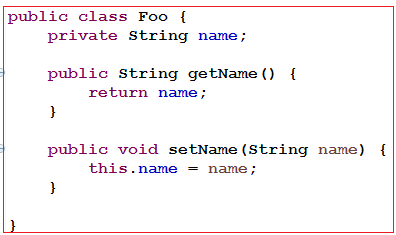 public class Foo {
    private String name;

    public String getName() {
        return name;
    }

    public void setName(String name) {
        this.name = name;
    }

}